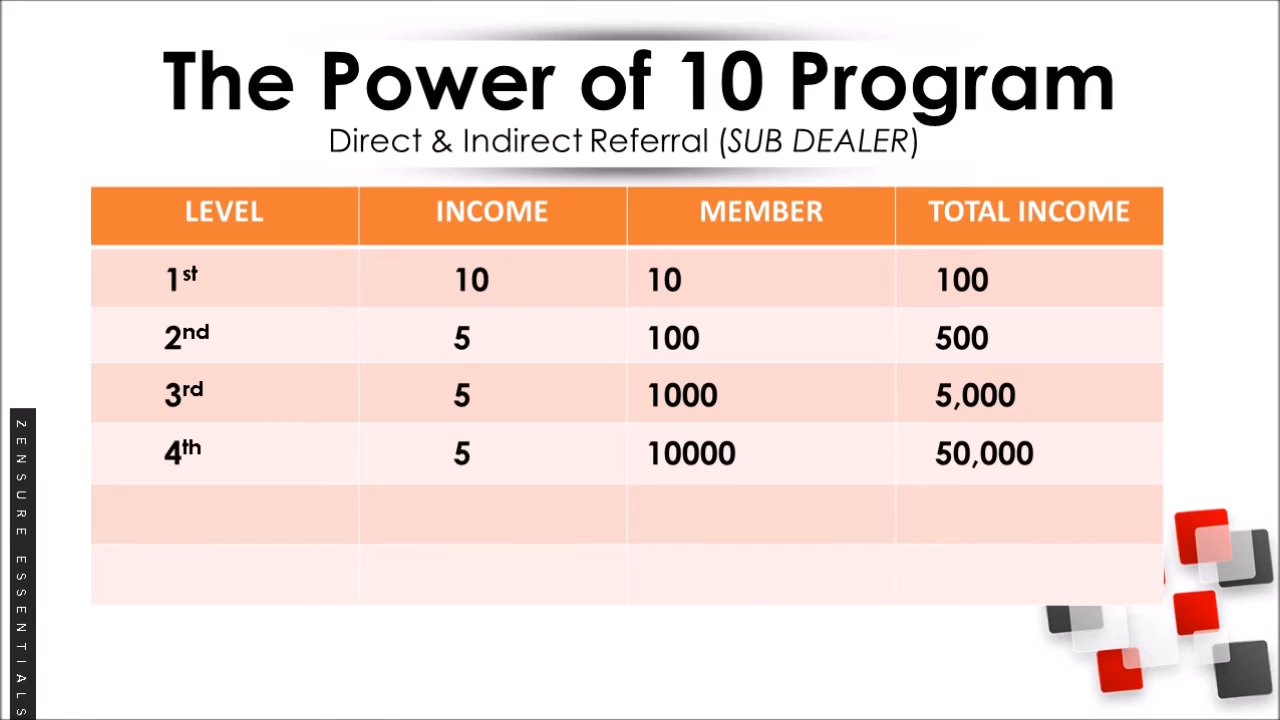 The Power of 10 Program
Direct & Indirect Referral (SUB DEALER)
LEVEL INCOME MEMBER TOTAL INCOME
1st 10 10 100
2nd 5 100 500
3rd 5 1000 5,000
4th 5 10000 50,000
ZENSURE ESSENTIALS